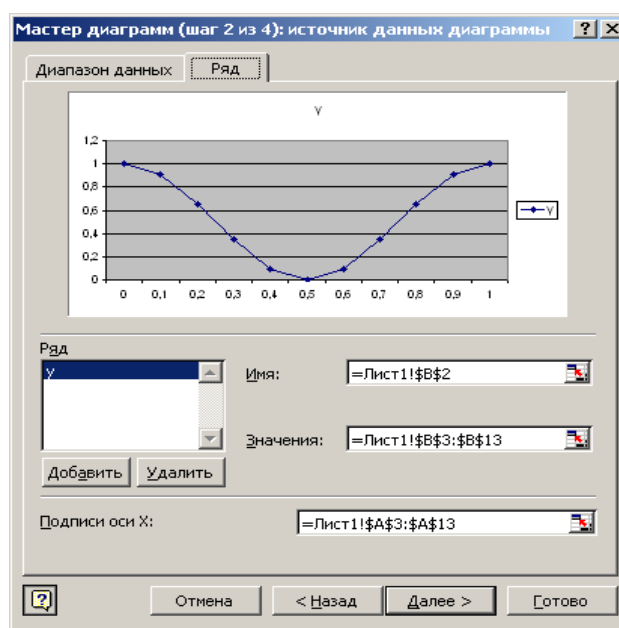 Мастер диаграмм (шаг 2 из 4): источник данных диаграммы
Диапазон данных Ряд
y
1,2
1
0,8
0,6
0,4
0,2
0
y
0 0,1 0,2 0,3 0,4 0,5 0,6 0,7 0,8 0,9 1
Ряд
y
Имя: =Лист1!$B$2
Значения: =Лист1!$B$3:$B$13
Добавить Удалить
Подписи оси X: =Лист1!$A$3:$A$13
Отмена < Назад Далее > Готово